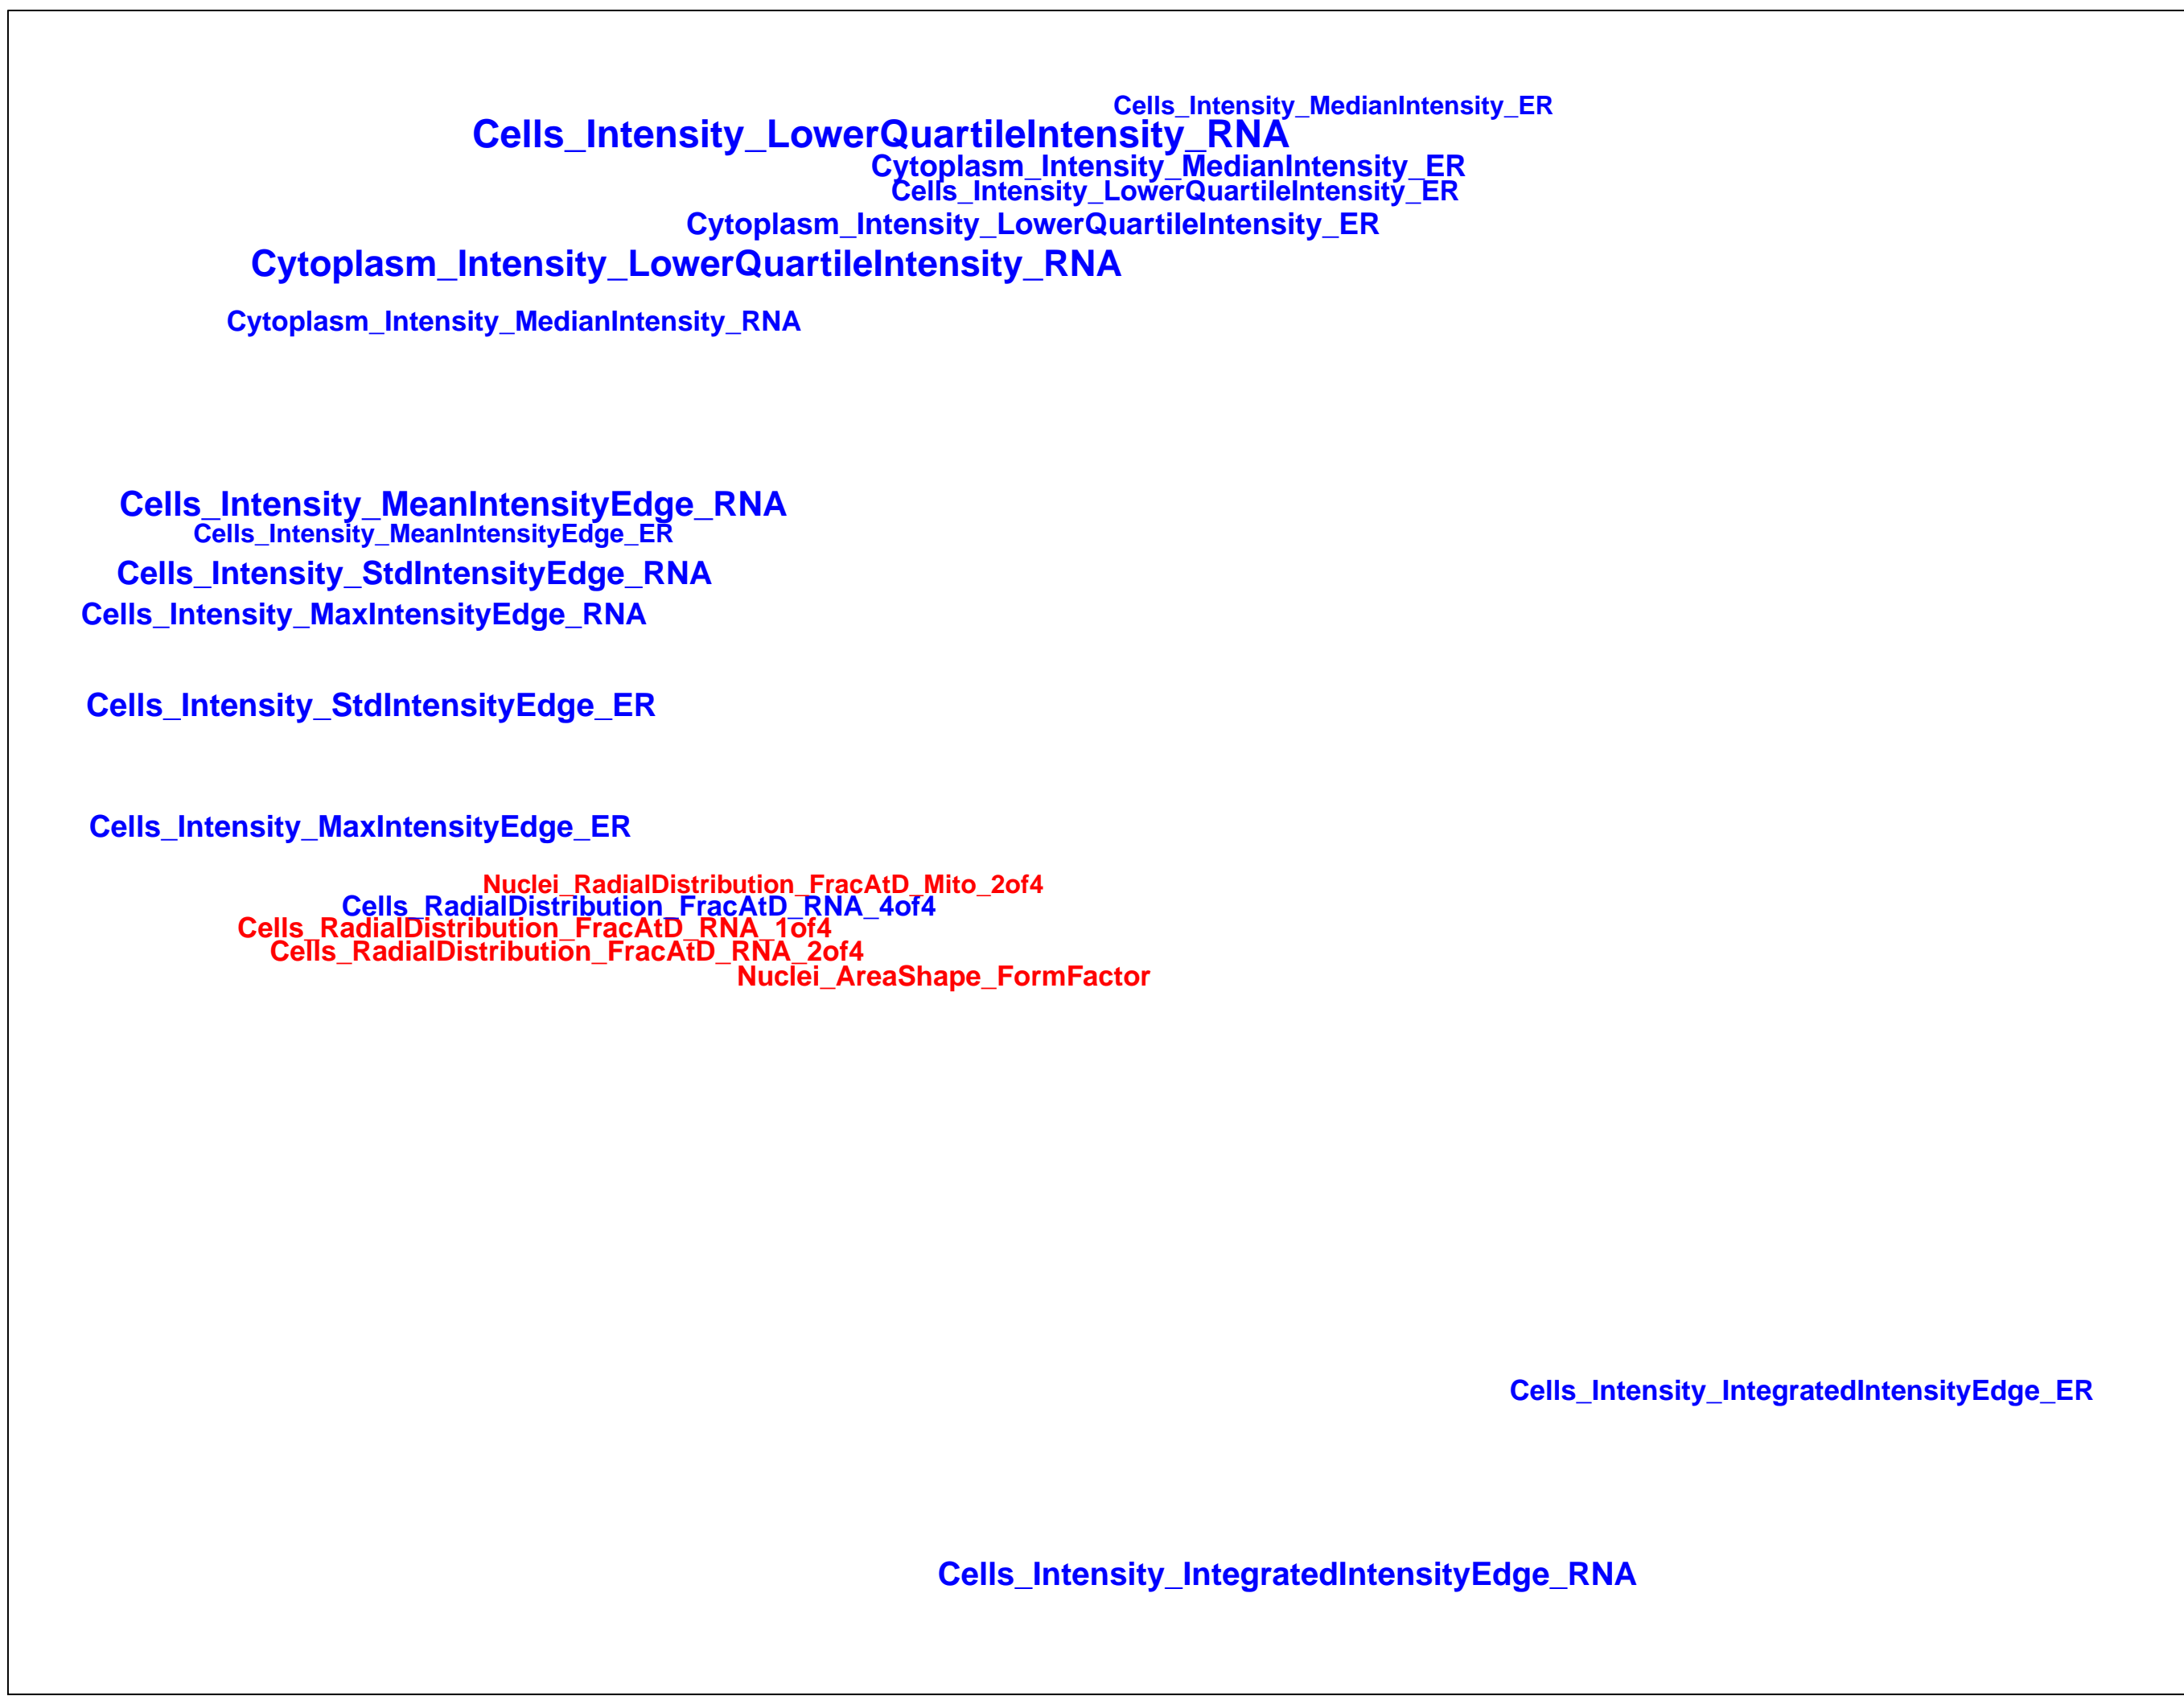 Cells_Intensity_MedianIntensity_ER
Cells_Intensity_LowerQuartileIntensity_RNA
Cytoplasm_Intensity_MedianIntensity_ER
Cells_Intensity_LowerQuartileIntensity_ER
Cytoplasm_Intensity_LowerQuartileIntensity_ER
Cytoplasm_Intensity_LowerQuartileIntensity_RNA
Cytoplasm_Intensity_MedianIntensity_RNA
Cells_Intensity_MeanIntensityEdge_RNA
Cells_Intensity_MeanIntensityEdge_ER
Cells_Intensity_StdIntensityEdge_RNA
Cells_Intensity_MaxIntensityEdge_RNA
Cells_Intensity_StdIntensityEdge_ER
Cells_Intensity_MaxIntensityEdge_ER
Nuclei_RadialDistribution_FracAtD_Mito_2of4
Cells_RadialDistribution_FracAtD_RNA_4of4
Cells_RadialDistribution_FracAtD_RNA_1of4
Cells_RadialDistribution_FracAtD_RNA_2of4
Nuclei_AreaShape_FormFactor
Cells_Intensity_IntegratedIntensityEdge_ER
Cells_Intensity_IntegratedIntensityEdge_RNA